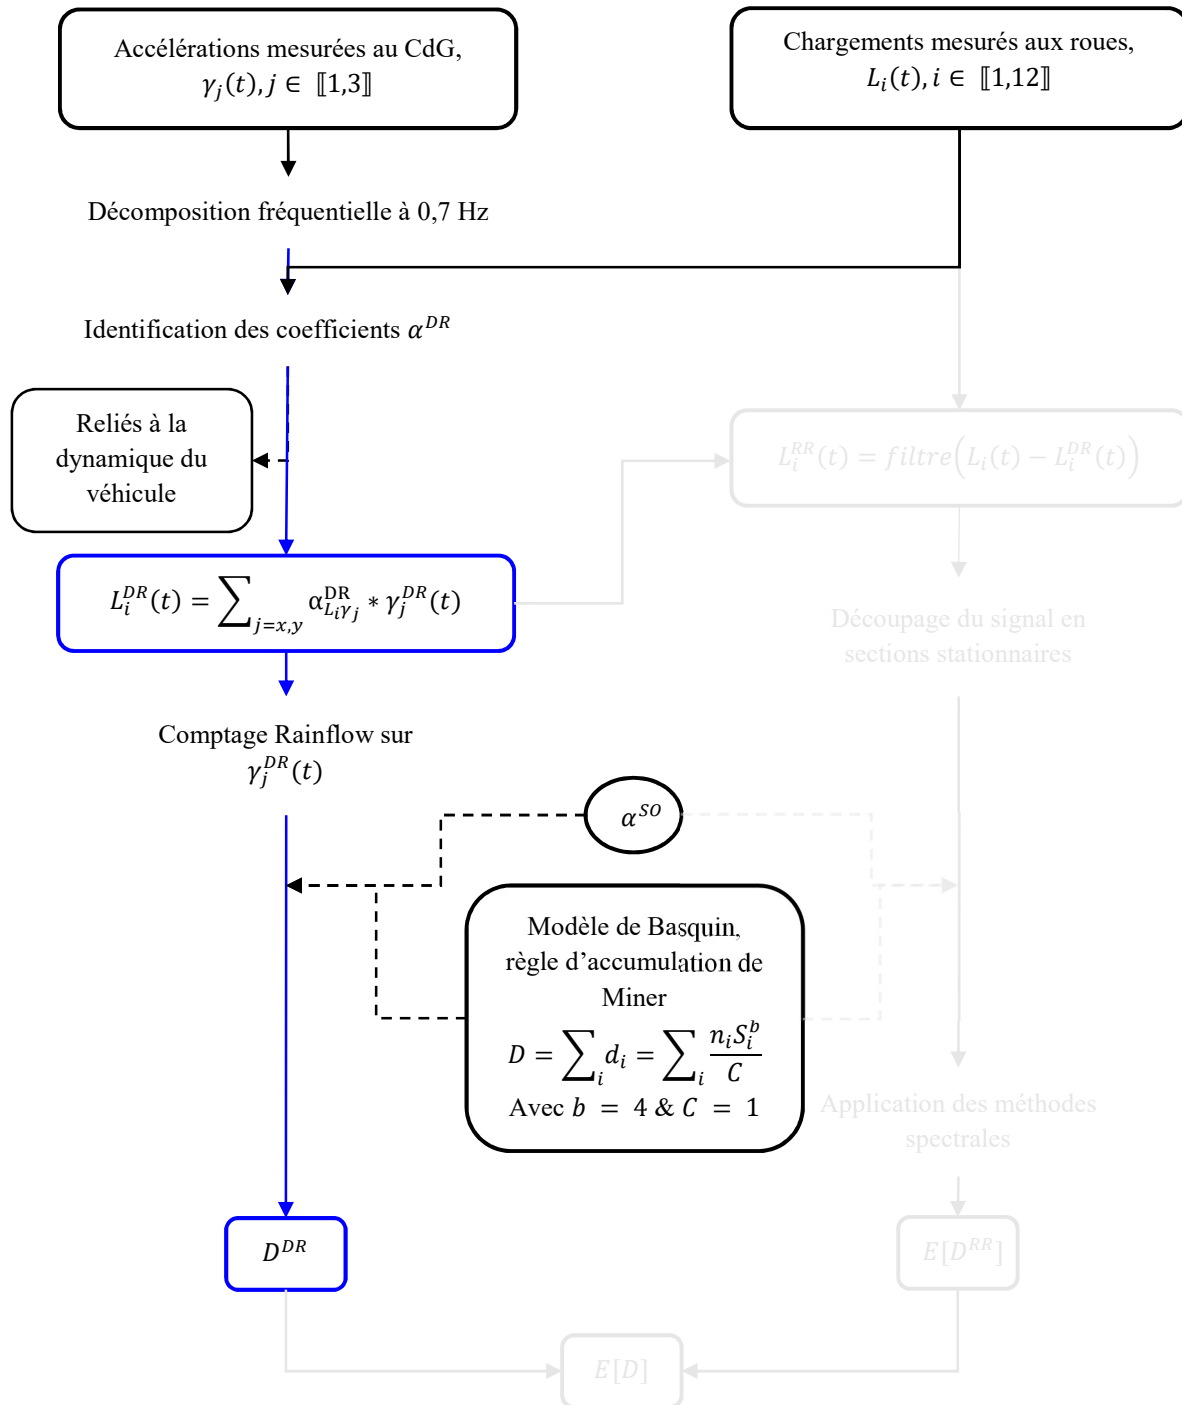 Accélérations mesurées au CdG,
γ_j(t), j ∈ ⟦1,3⟧
Chargements mesurés aux roues,
L_i(t), i ∈ ⟦1,12⟧
Décomposition fréquentielle à 0,7 Hz
Identification des coefficients α^{DR}
Reliés à la
dynamique du
véhicule
L_i^{RR}(t) = filtre(L_i(t) − L_i^{DR}(t))
L_i^{DR}(t) = ∑_{j=x,y} α_{L_iγ_j}^{DR} * γ_j^{DR}(t)
Découpage du signal en
sections stationnaires
Comptage Rainflow sur
γ_j^{DR}(t)
α^{SO}
Modèle de Basquin,
règle d'accumulation de
Miner
D = ∑_i d_i = ∑_i n_i S_i^b / C
Avec b = 4 & C = 1
Application des méthodes
spectrales
D^{DR}
E[D^{RR}]
E[D]